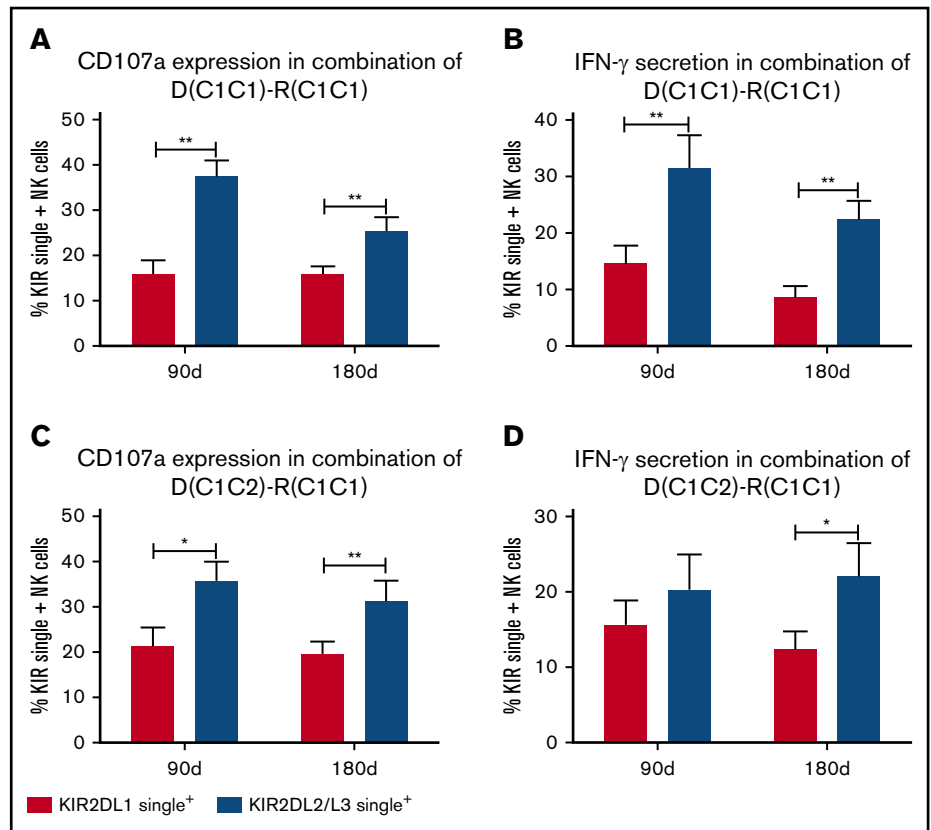 A
CD107a expression in combination of
D(C1C1)-R(C1C1)
% KIR single + NK cells
50
40
30
20
10
0
**
**
90d
180d
B
IFN-γ secretion in combination of
D(C1C1)-R(C1C1)
% KIR single + NK cells
40
30
20
10
0
**
**
90d
180d
C
CD107a expression in combination of
D(C1C2)-R(C1C1)
% KIR single + NK cells
50
40
30
20
10
0
*
**
90d
180d
D
IFN-γ secretion in combination of
D(C1C2)-R(C1C1)
% KIR single + NK cells
30
20
10
0
*
90d
180d
KIR2DL1 single⁺
KIR2DL2/L3 single⁺